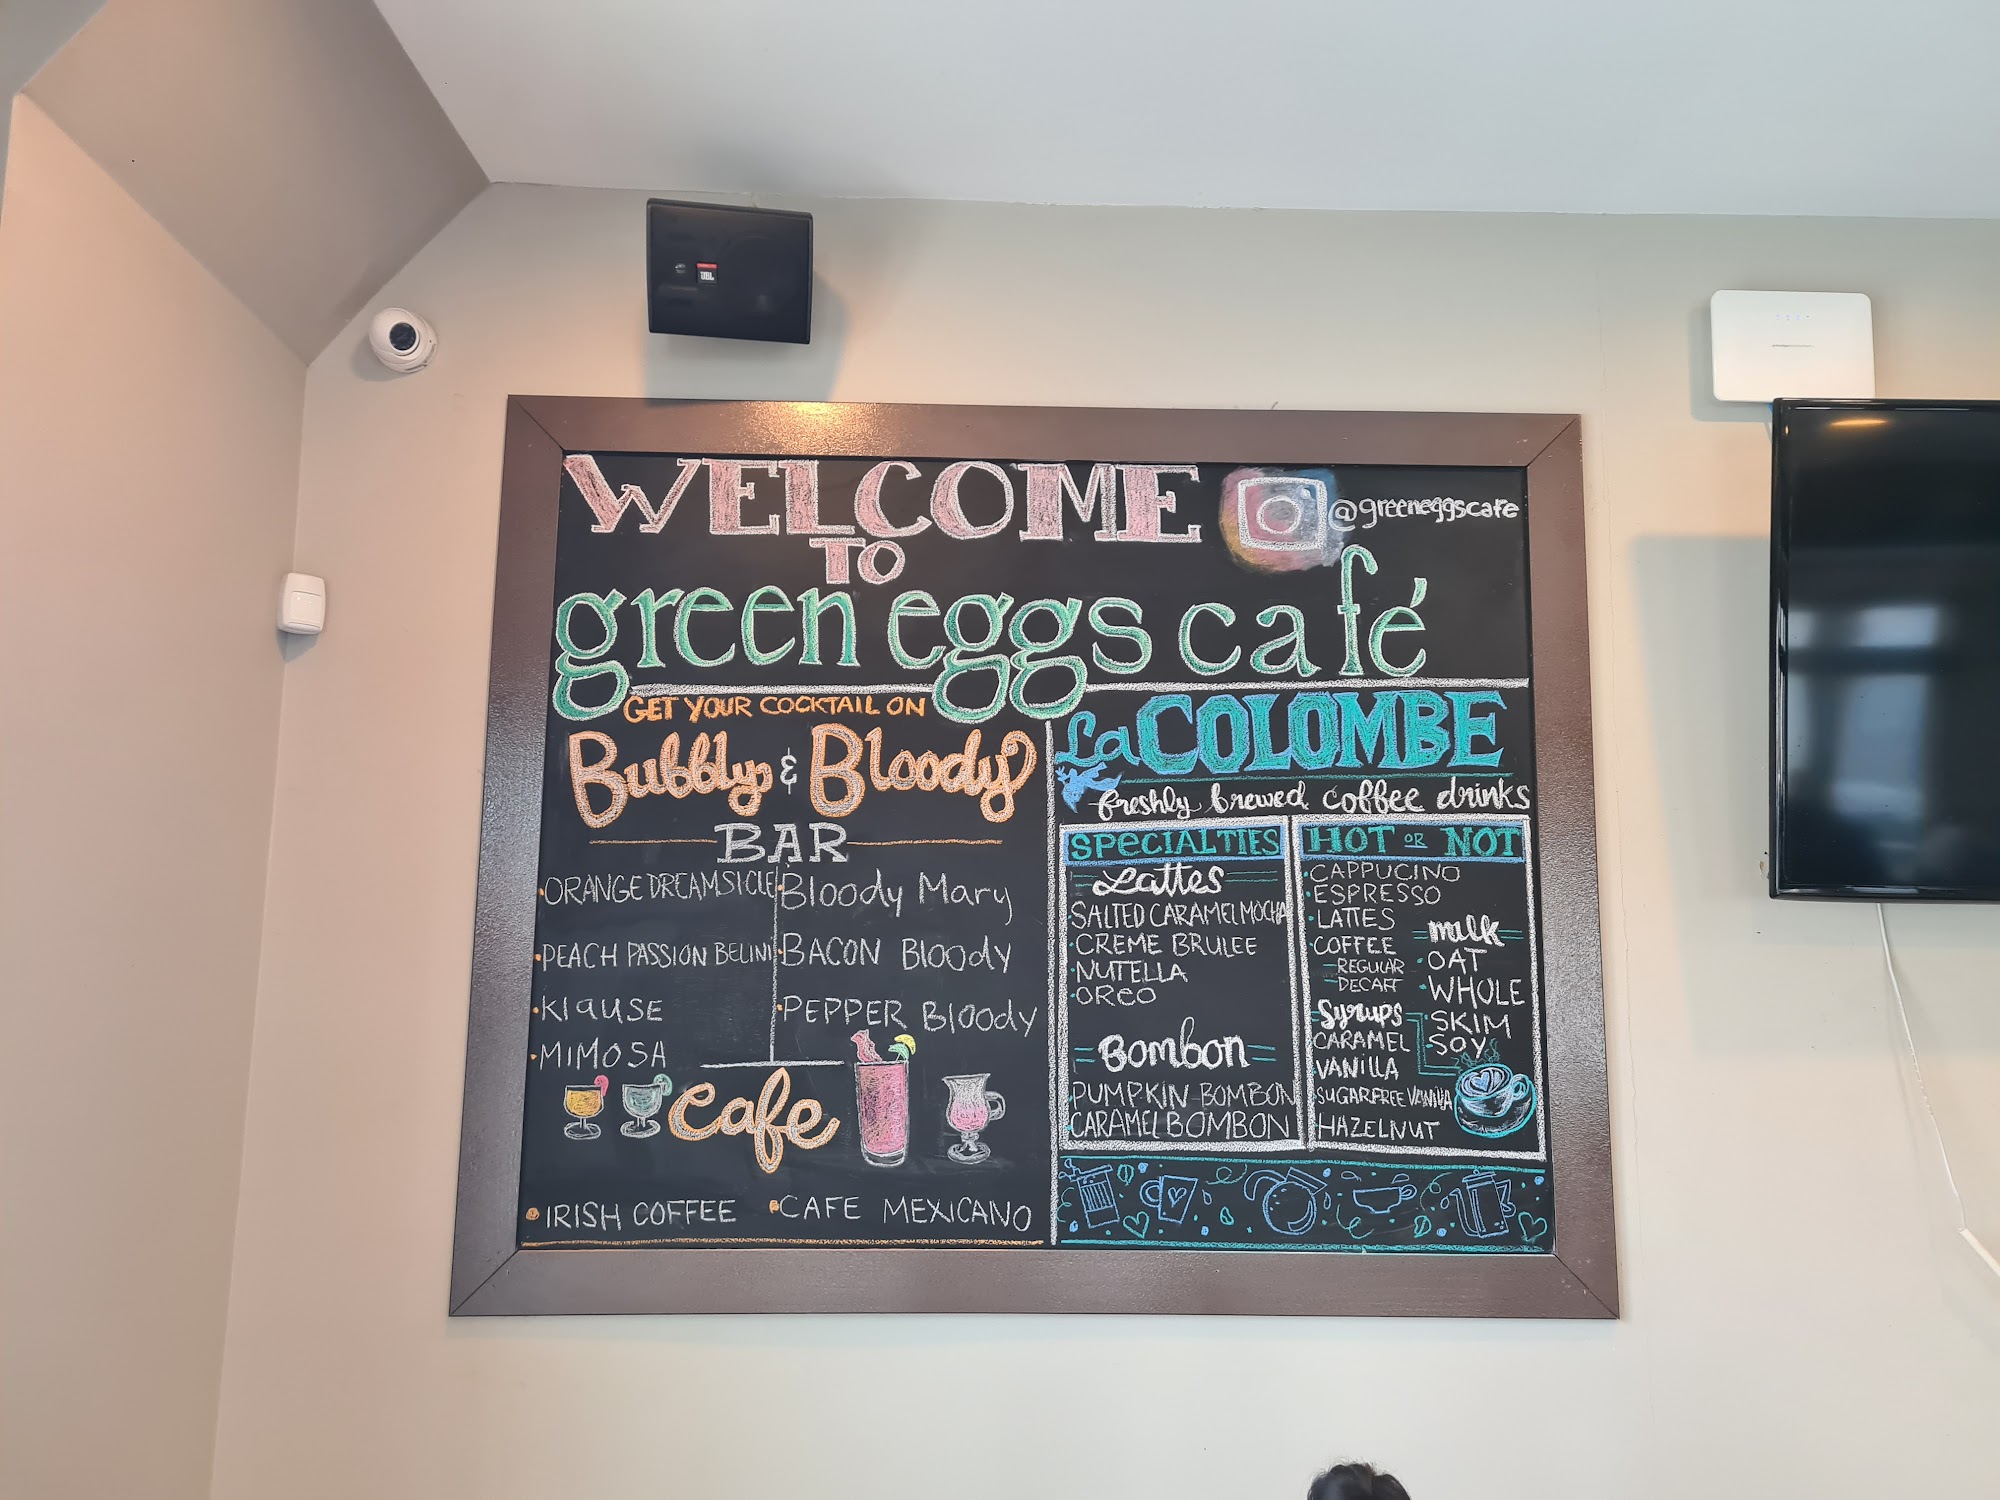 JBL
WELCOME
TO
@greeneggscafe
green eggs café
GET YOUR COCKTAIL ON
Bubbly & Bloody
BAR
ORANGE DREAMSICLE
PEACH PASSION BELINI
KlAUSE
MIMOSA
Bloody Mary
BACON Bloody
PEPPER Bloody
Cafe
IRISH COFFEE
CAFE MEXICANO
La COLOMBE
freshly brewed coffee drinks
SPECIALTIES
Lattes
SALTED CARAMEL MOCHA
CREME BRULEE
NUTELLA
OREO
Bombon
PUMPKIN BOMBON
CARAMEL BOMBON
HOT OR NOT
CAPPUCINO
ESPRESSO
LATTES
COFFEE
REGULAR
DECAFF
Syrups
CARAMEL
VANILLA
SUGARFREE VANILLA
HAZELNUT
milk
OAT
WHOLE
SKIM
SOY